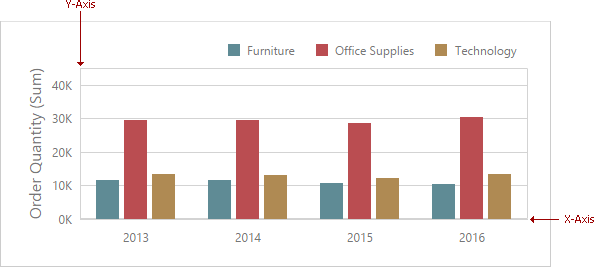 Y-Axis
Furniture Office Supplies Technology
Order Quantity (Sum)
40K
30K
20K
10K
0K
X-Axis
2013 2014 2015 2016